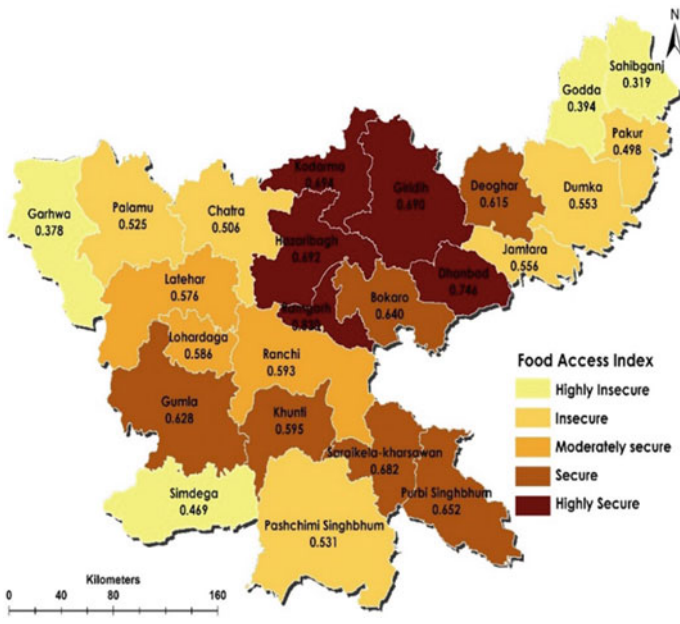 N
Sahibganj
0.319
Godda
0.394
Pakur
0.498
Kodarma
0.694
Giridih
0.690
Deoghar
0.615
Dumka
0.553
Garhwa
0.378
Palamu
0.525
Chatra
0.506
Hazaribagh
0.692
Jamtara
0.556
Dhanbad
0.746
Latehar
0.576
Bokaro
0.640
Ramgarh
Lohardaga
0.586
Ranchi
0.593
Gumla
0.628
Khunti
0.595
Saraikela-kharsawan
0.682
Purbi Singhbhum
0.652
Simdega
0.469
Pashchimi Singhbhum
0.531
Food Access Index
Highly Insecure
Insecure
Moderately secure
Secure
Highly Secure
Kilometers
0 40 80 160